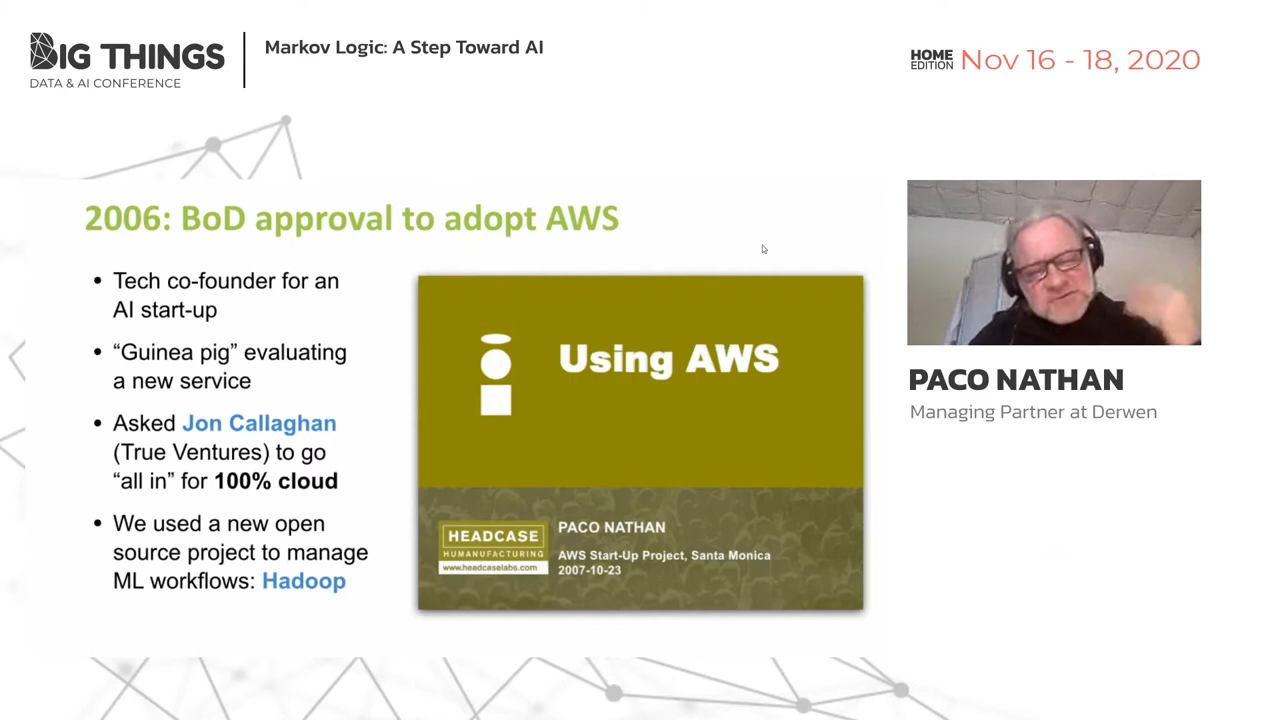 BIG THINGS
DATA & AI CONFERENCE
Markov Logic: A Step Toward AI
HOME
EDITION
Nov 16 - 18, 2020
2006: BoD approval to adopt AWS
• Tech co-founder for an
AI start-up
• “Guinea pig” evaluating
a new service
• Asked Jon Callaghan
(True Ventures) to go
“all in” for 100% cloud
• We used a new open
source project to manage
ML workflows: Hadoop
Using AWS
HEADCASE
HUMANUFACTURING
www.headcaselabs.com
PACO NATHAN
AWS Start-Up Project, Santa Monica
2007-10-23
PACO NATHAN
Managing Partner at Derwen